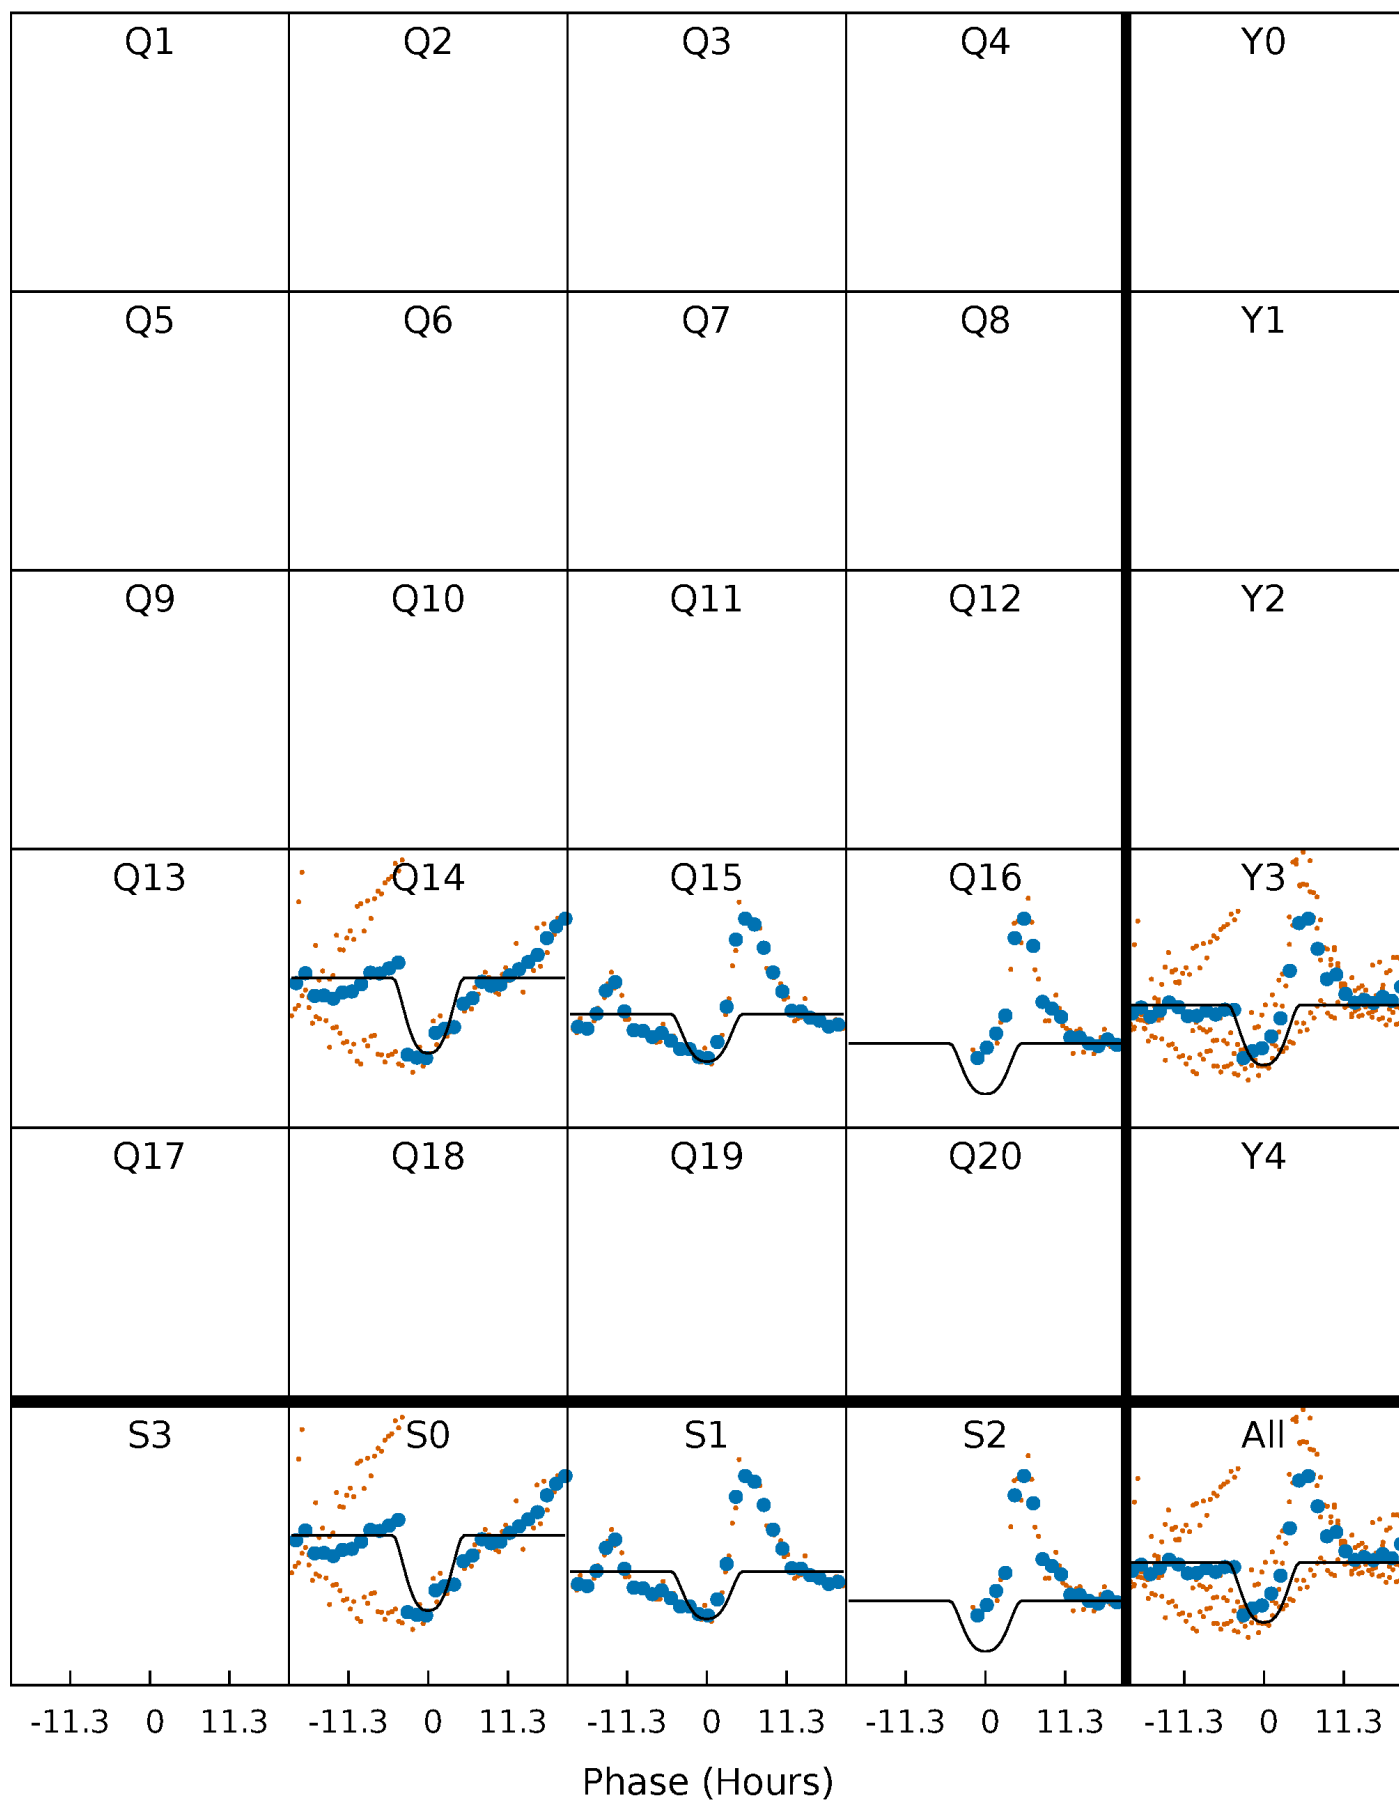 Q1 Q2 Q3 Q4 Y0
Q5 Q6 Q7 Q8 Y1
Q9 Q10 Q11 Q12 Y2
Q13 Q14 Q15 Q16 Y3
Q17 Q18 Q19 Q20 Y4
S3 S0 S1 S2 All
-11.3 0 11.3 -11.3 0 11.3 -11.3 0 11.3 -11.3 0 11.3 -11.3 0 11.3
Phase (Hours)